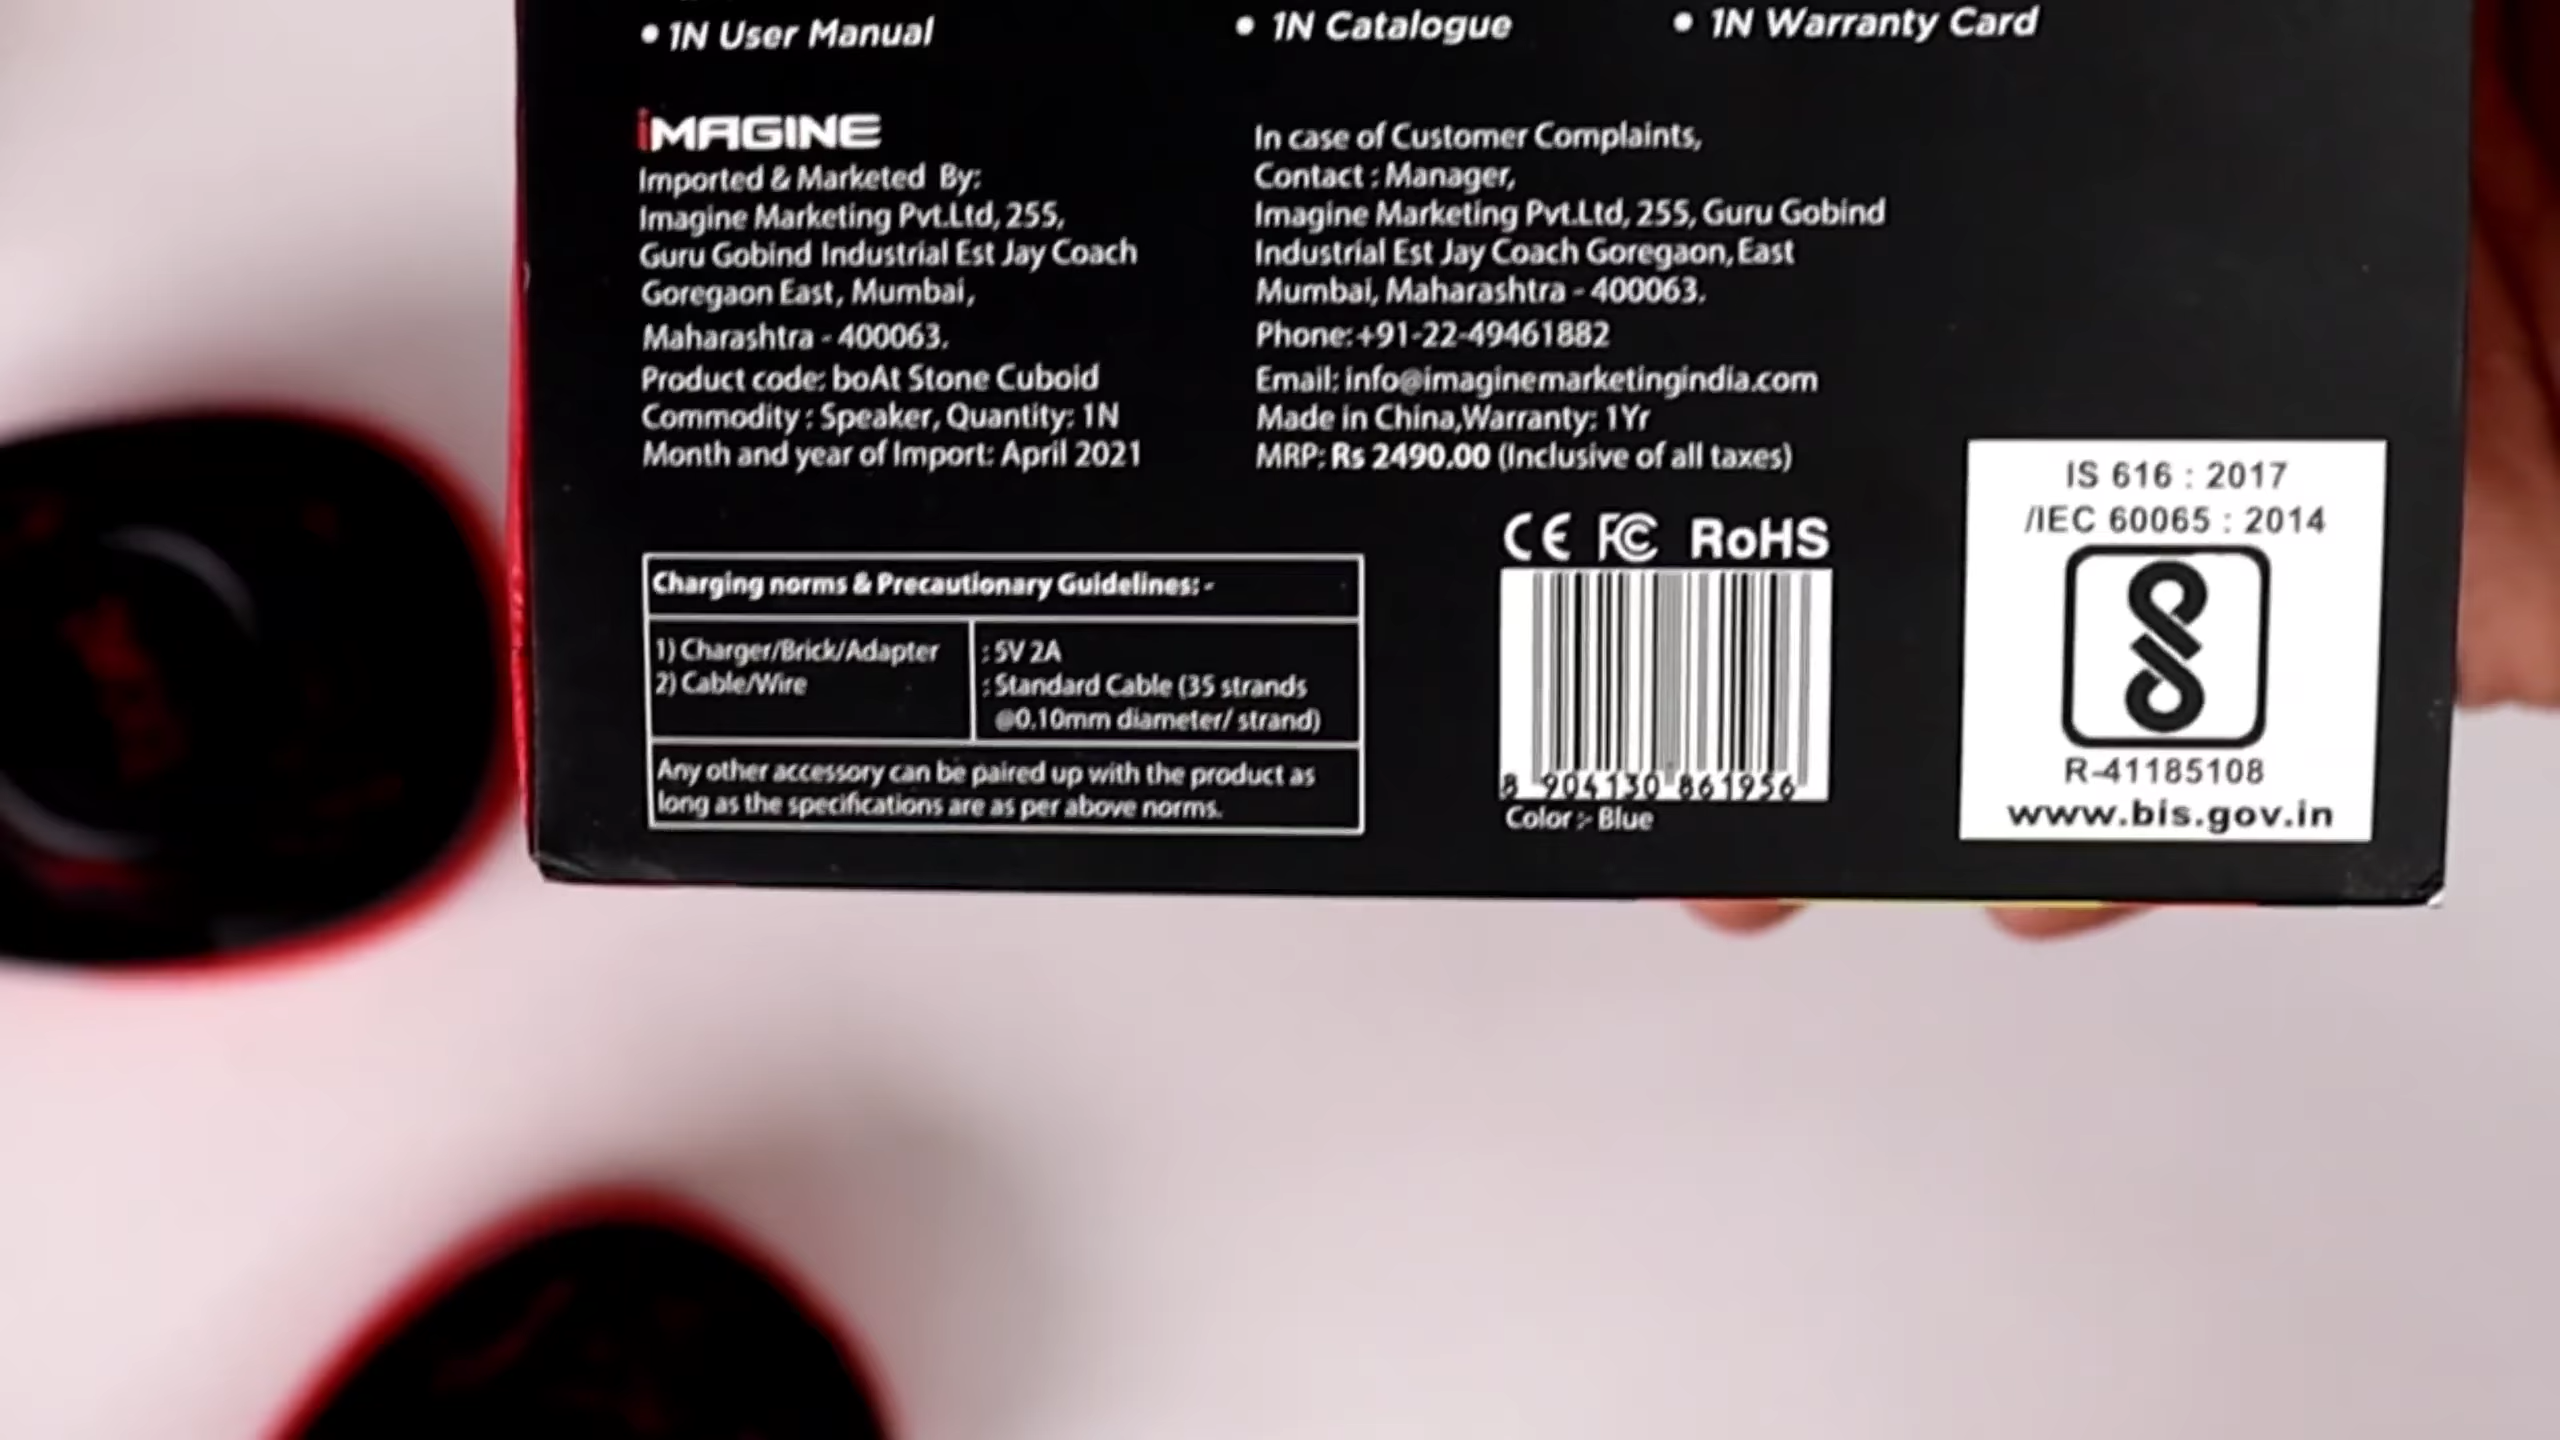 • 1N User Manual
• 1N Catalogue
• 1N Warranty Card
iMAGINE
Imported & Marketed By:
Imagine Marketing Pvt.Ltd, 255,
Guru Gobind Industrial Est Jay Coach
Goregaon East, Mumbai,
Maharashtra - 400063.
Product code: boAt Stone Cuboid
Commodity : Speaker, Quantity: 1N
Month and year of Import: April 2021
In case of Customer Complaints,
Contact : Manager,
Imagine Marketing Pvt.Ltd, 255, Guru Gobind
Industrial Est Jay Coach Goregaon, East
Mumbai, Maharashtra - 400063.
Phone:+91-22-49461882
Email: info@imaginemarketingindia.com
Made in China,Warranty: 1Yr
MRP: Rs 2490.00 (Inclusive of all taxes)
Charging norms & Precautionary Guidelines: -
1) Charger/Brick/Adapter : 5V 2A
2) Cable/Wire : Standard Cable (35 strands
@0.10mm diameter/ strand)
Any other accessory can be paired up with the product as
long as the specifications are as per above norms.
CE FC RoHS
8 904130 861956
Color :- Blue
IS 616 : 2017
/IEC 60065 : 2014
R-41185108
www.bis.gov.in